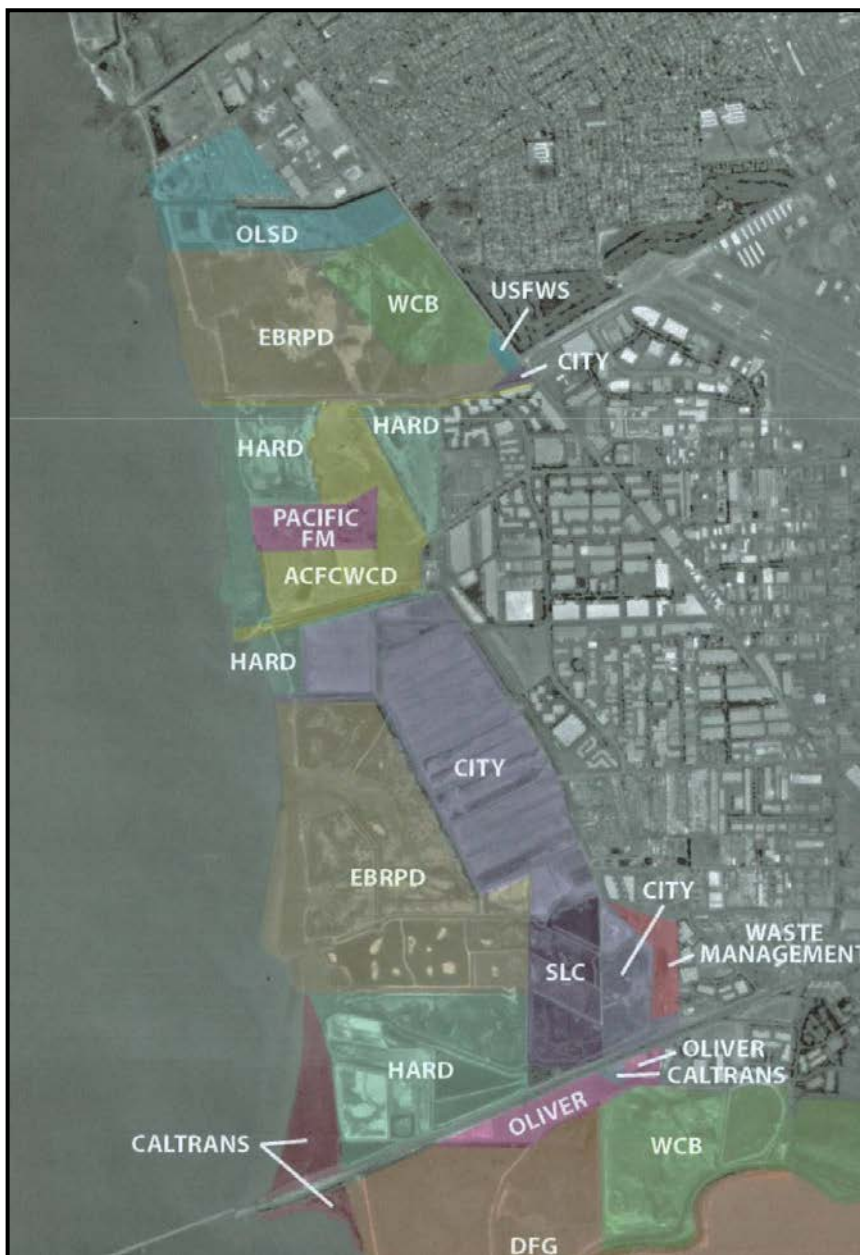 OLSD
USFWS
WCB
EBRPD
CITY
HARD
HARD
PACIFIC
FM
ACFCWCD
HARD
CITY
EBRPD
CITY
WASTE
MANAGEMENT
SLC
OLIVER
CALTRANS
HARD
OLIVER
CALTRANS
WCB
DFG